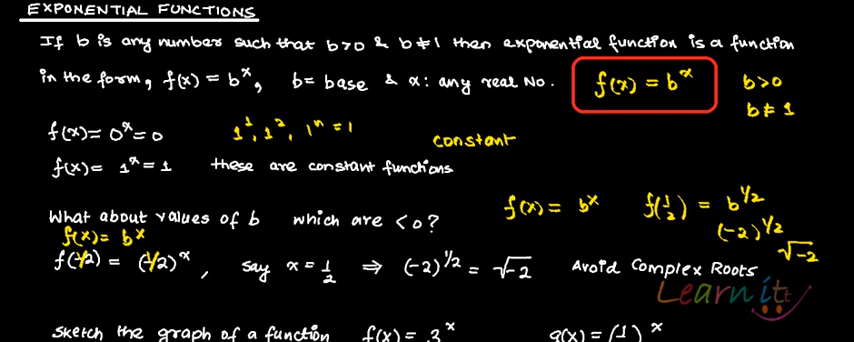 EXPONENTIAL FUNCTIONS
If b is any number such that b>0 & b≠1 then exponential function is a function
in the form, f(x) = b^x, b = base & x: any real No. f(x) = b^x b>0
b≠1
f(x) = 0^x = 0 1^1, 1^2, 1^n = 1 constant
f(x) = 1^x = 1 these are constant functions
What about values of b which are <0? f(x) = b^x f(1/2) = b^1/2
f(x) = b^x (-2)^1/2
√-2
f(-2) = (-2)^x, say x = 1/2 ⇒ (-2)^1/2 = √-2 Avoid Complex Roots
Learnitt
Sketch the graph of a function f(x) = 3^x g(x) = (1)^x